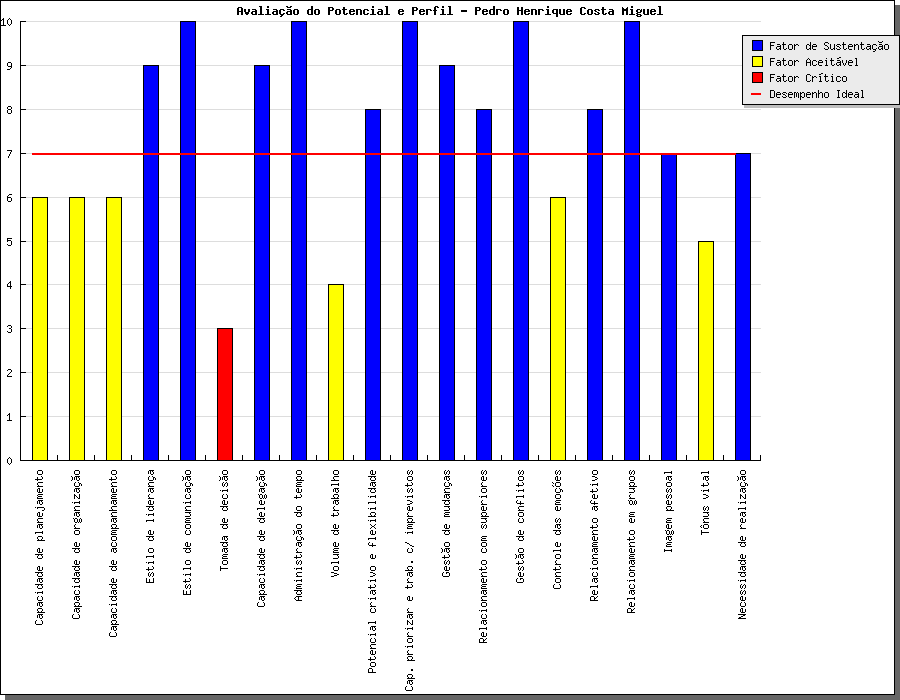 Avaliação do Potencial e Perfil - Pedro Henrique Costa Miguel
Fator de Sustentação
Fator Aceitável
Fator Crítico
Desempenho Ideal
10
9
8
7
6
5
4
3
2
1
0
Capacidade de planejamento
Capacidade de organização
Capacidade de acompanhamento
Estilo de liderança
Estilo de comunicação
Tomada de decisão
Capacidade de delegação
Administração do tempo
Volume de trabalho
Potencial criativo e flexibilidade
Cap. priorizar e trab. c/ imprevistos
Gestão de mudanças
Relacionamento com superiores
Gestão de conflitos
Controle das emoções
Relacionamento afetivo
Relacionamento em grupos
Imagem pessoal
Tônus vital
Necessidade de realização